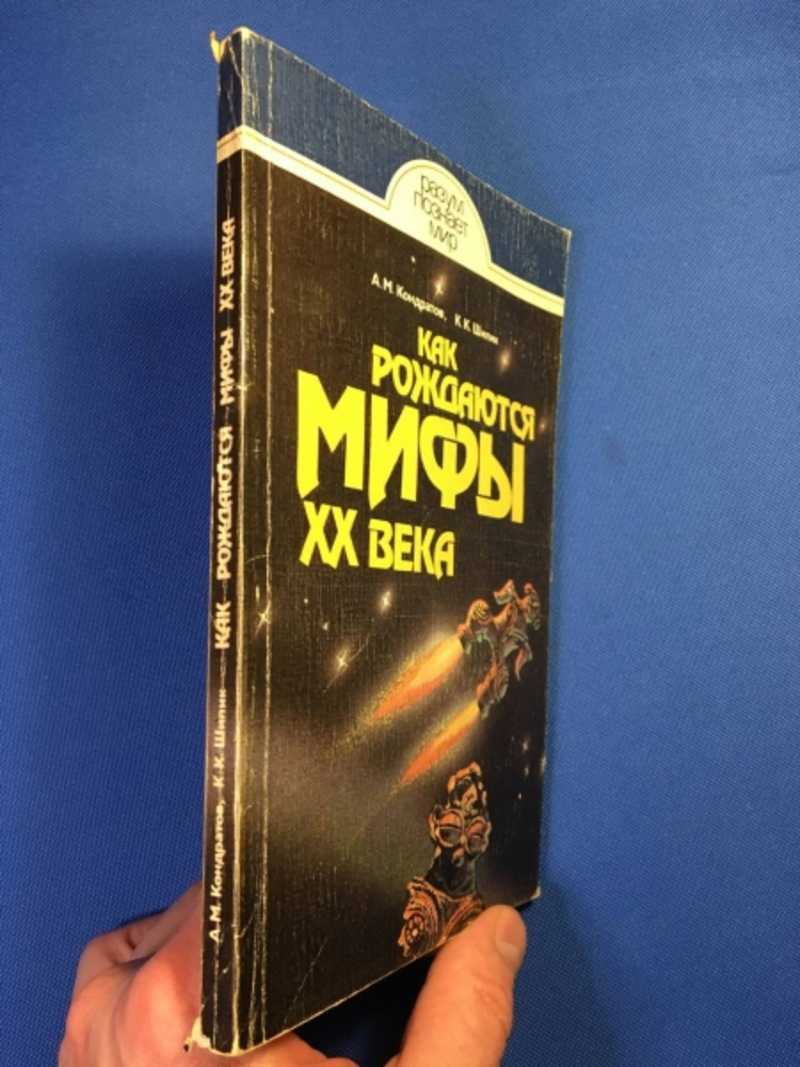 разум
познает
мир
А. М. Кондратов, К. К. Шилик
КАК
РОЖДАЮТСЯ
МИФЫ
XX ВЕКА
А. М. Кондратов, К. К. Шилик КАК РОЖДАЮТСЯ МИФЫ XX ВЕКА